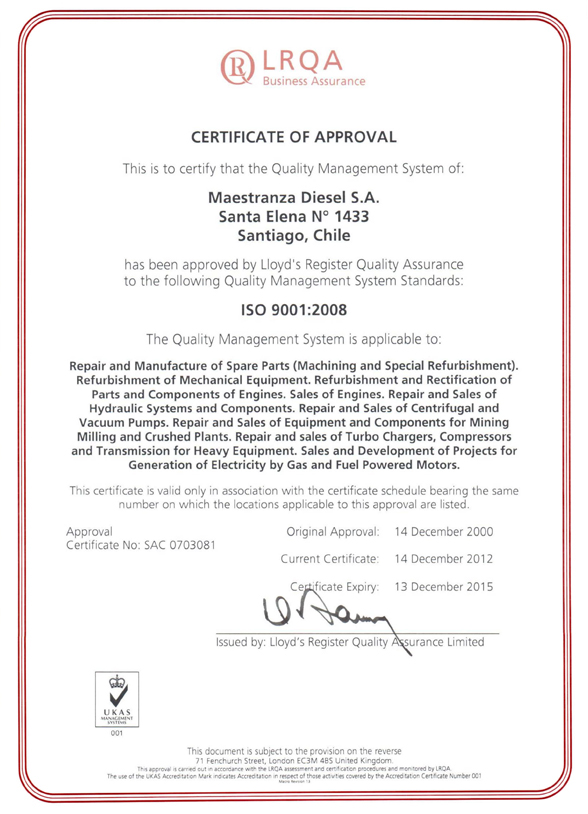 LRQA
Business Assurance
CERTIFICATE OF APPROVAL
This is to certify that the Quality Management System of:
Maestranza Diesel S.A.
Santa Elena N° 1433
Santiago, Chile
has been approved by Lloyd's Register Quality Assurance
to the following Quality Management System Standards:
ISO 9001:2008
The Quality Management System is applicable to:
Repair and Manufacture of Spare Parts (Machining and Special Refurbishment).
Refurbishment of Mechanical Equipment. Refurbishment and Rectification of
Parts and Components of Engines. Sales of Engines. Repair and Sales of
Hydraulic Systems and Components. Repair and Sales of Centrifugal and
Vacuum Pumps. Repair and Sales of Equipment and Components for Mining
Milling and Crushed Plants. Repair and sales of Turbo Chargers, Compressors
and Transmission for Heavy Equipment. Sales and Development of Projects for
Generation of Electricity by Gas and Fuel Powered Motors.
This certificate is valid only in association with the certificate schedule bearing the same
number on which the locations applicable to this approval are listed.
Approval
Certificate No: SAC 0703081
Original Approval: 14 December 2000
Current Certificate: 14 December 2012
Certificate Expiry: 13 December 2015
Issued by: Lloyd's Register Quality Assurance Limited
UKAS
MANAGEMENT
SYSTEMS
001
This document is subject to the provision on the reverse
71 Fenchurch Street, London EC3M 4BS United Kingdom.
This approval is carried out in accordance with the LRQA assessment and certification procedures and monitored by LRQA.
The use of the UKAS Accreditation Mark indicates Accreditation in respect of those activities covered by the Accreditation Certificate Number 001